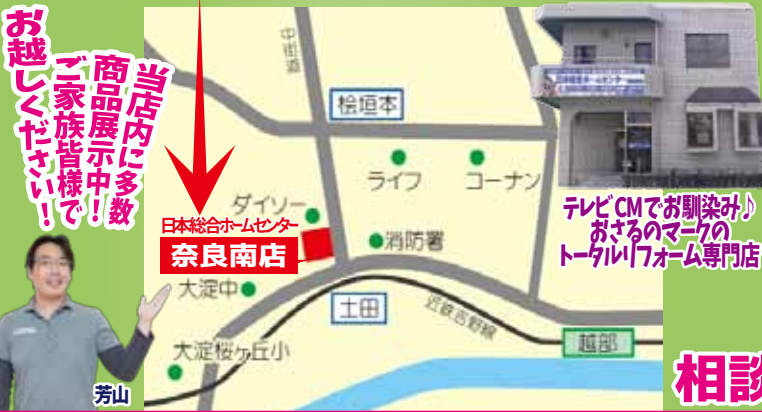 当店内に多数
商品展示中！
ご家族皆様で
お越しください！
芳山
中街道
桧垣本
ライフ
コーナン
ダイソー
日本総合ホームセンター
奈良南店
消防署
大淀中
土田
近鉄吉野線
大淀桜ヶ丘小
越部
テレビCMでお馴染み♪
おさるのマークの
トータルリフォーム専門店
相談